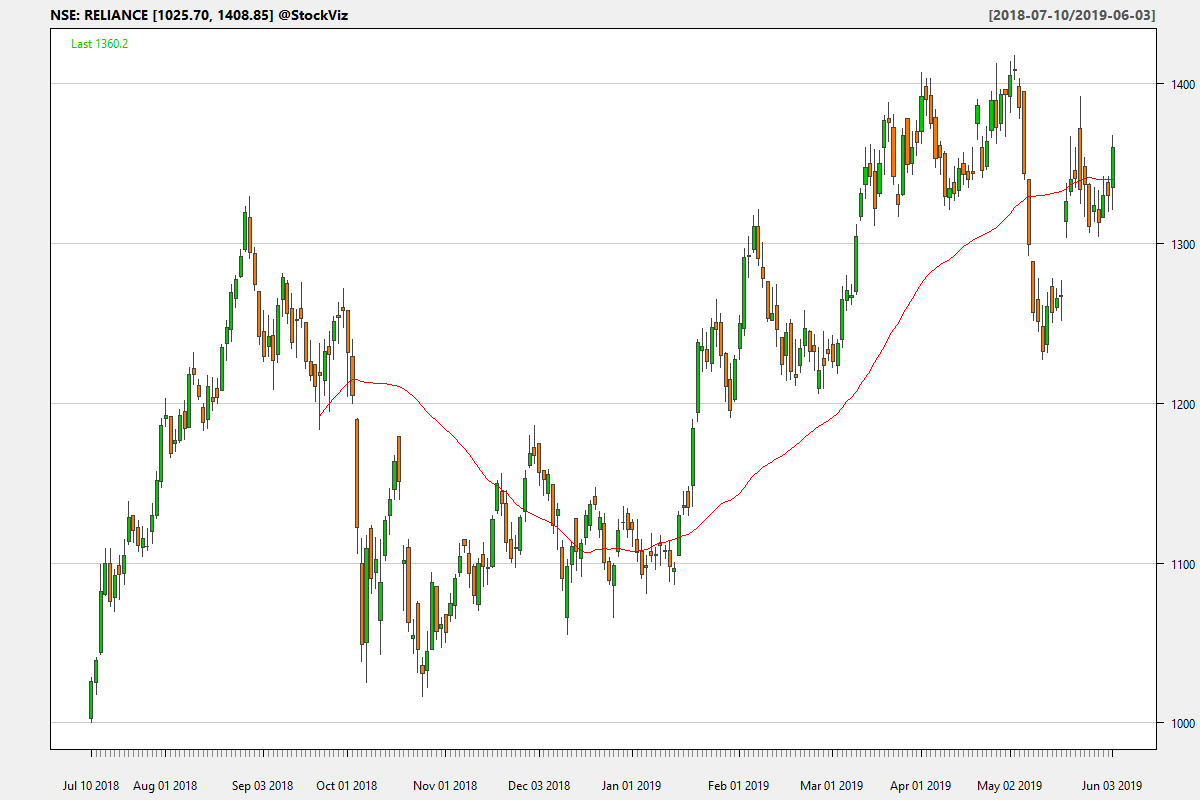 NSE: RELIANCE [1025.70, 1408.85] @StockViz
[2018-07-10/2019-06-03]
Last 1360.2
1400
1300
1200
1100
1000
Jul 10 2018 Aug 01 2018 Sep 03 2018 Oct 01 2018 Nov 01 2018 Dec 03 2018 Jan 01 2019 Feb 01 2019 Mar 01 2019 Apr 01 2019 May 02 2019 Jun 03 2019